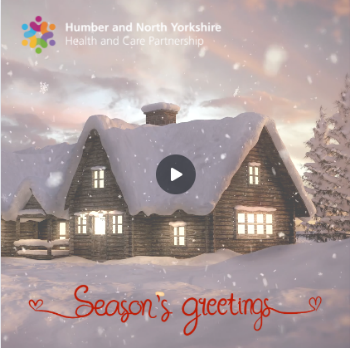 Humber and North Yorkshire
Health and Care Partnership
Season's greetings